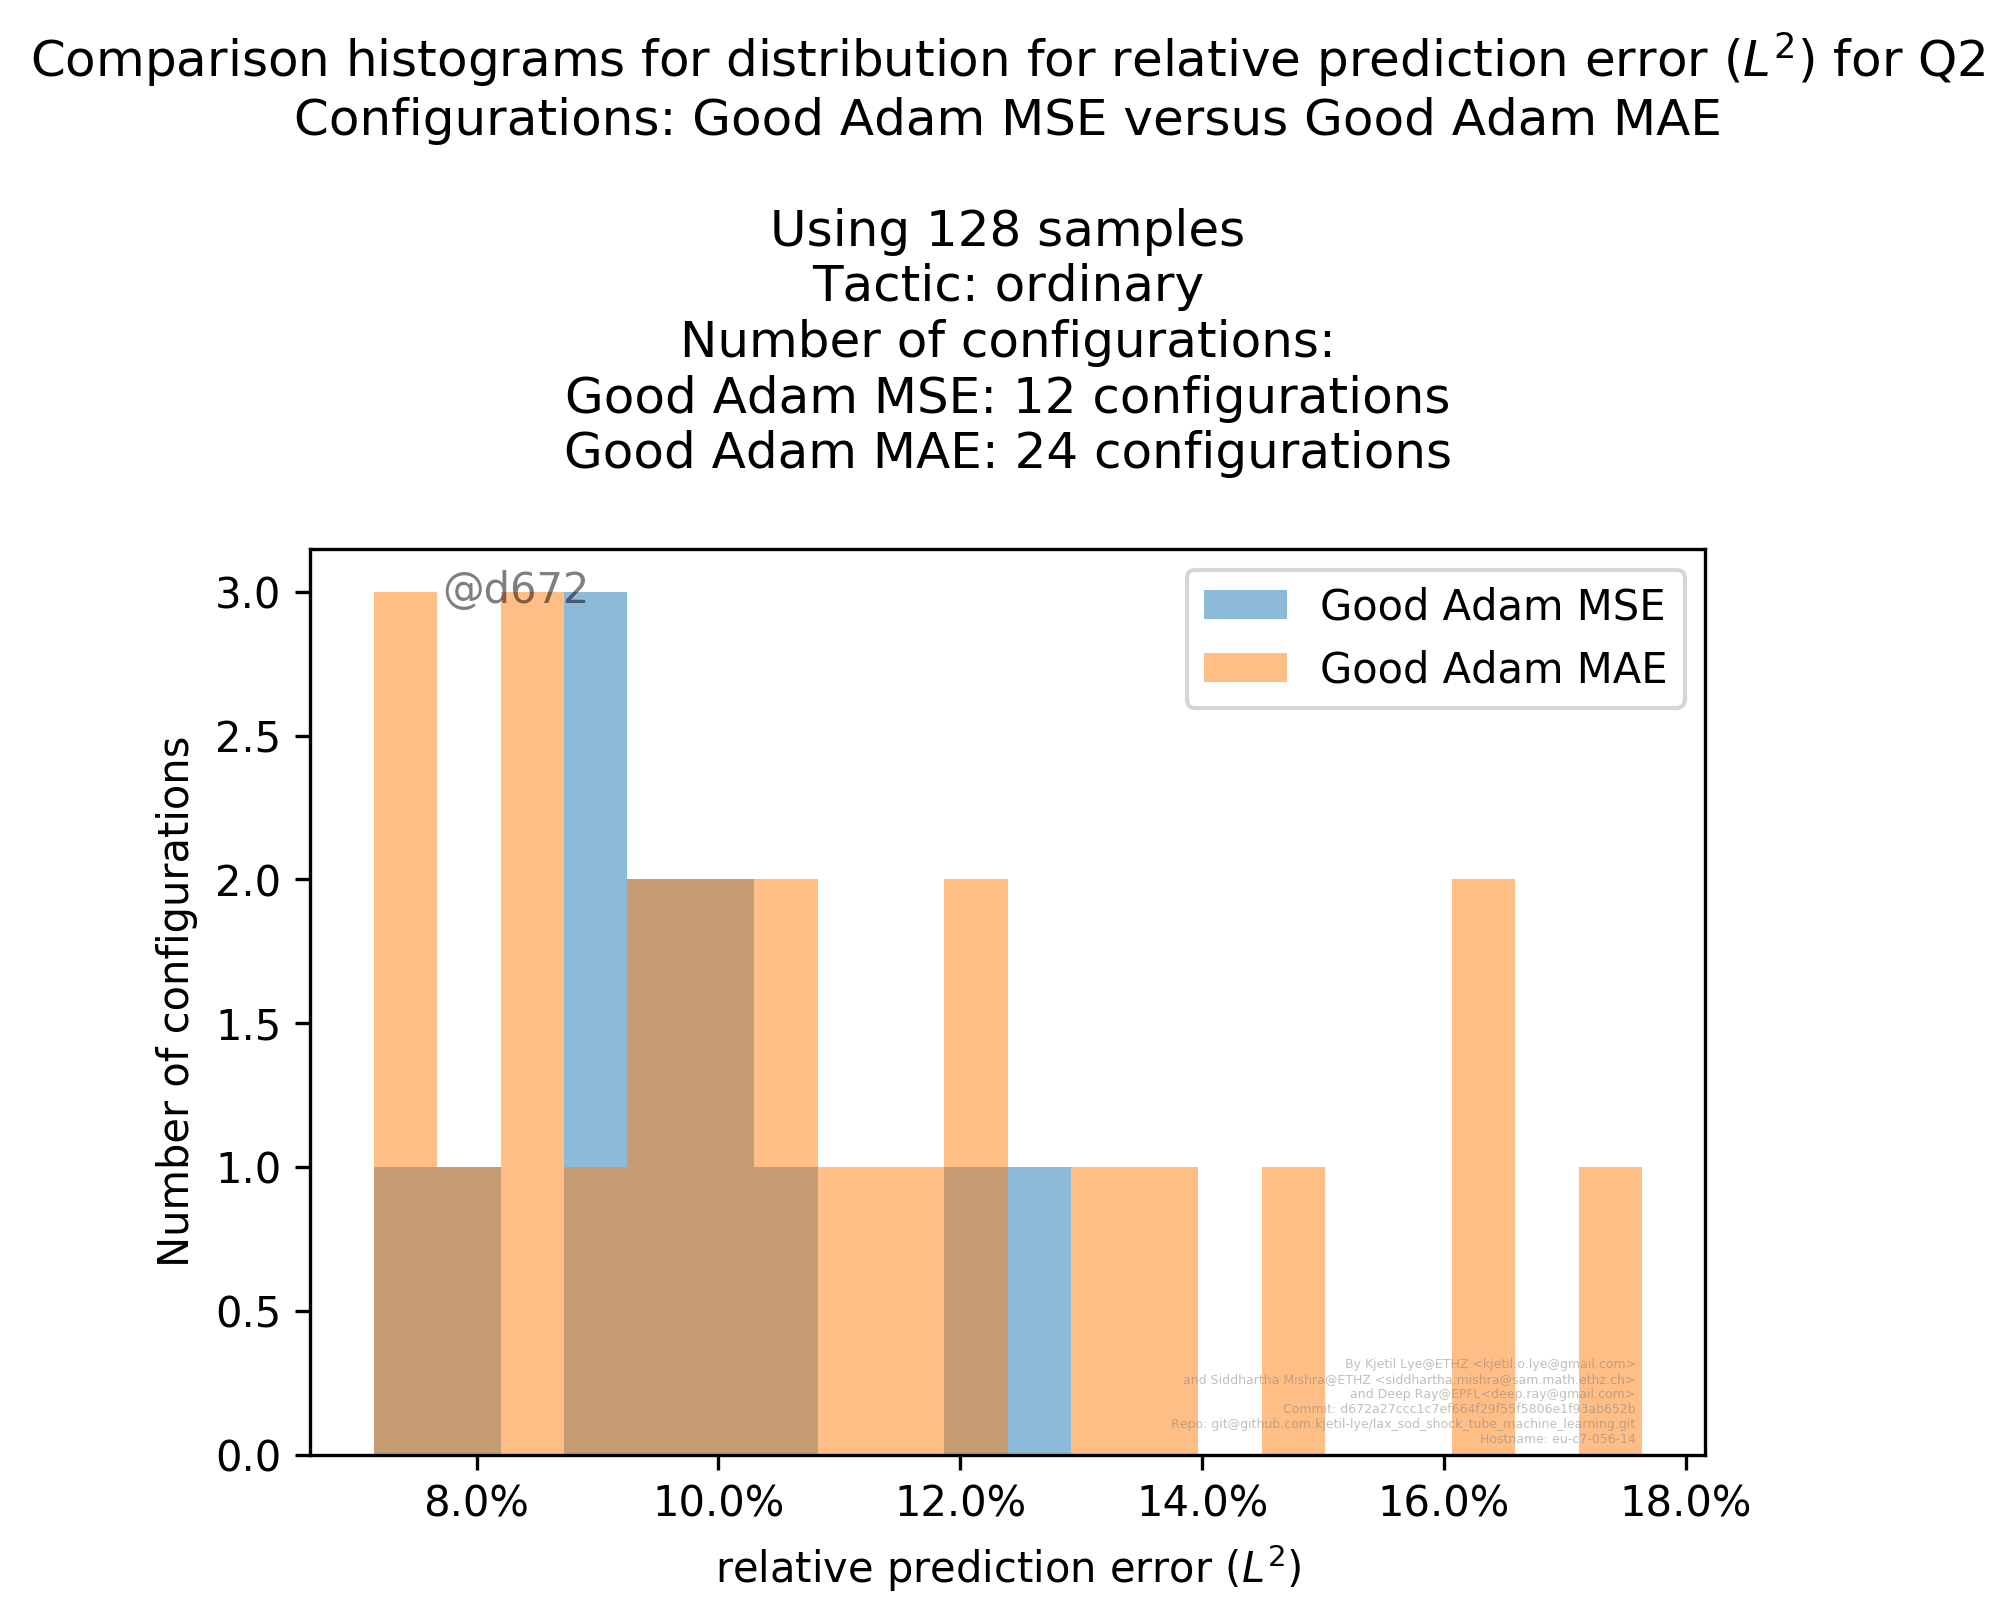 Comparison histograms for distribution for relative prediction error (L²) for Q2
Configurations: Good Adam MSE versus Good Adam MAE
Using 128 samples
Tactic: ordinary
Number of configurations:
Good Adam MSE: 12 configurations
Good Adam MAE: 24 configurations
@d672
Good Adam MSE
Good Adam MAE
Number of configurations
3.0
2.5
2.0
1.5
1.0
0.5
0.0
By Kjetil Lye@ETHZ <kjetil.o.lye@gmail.com>
and Siddhartha Mishra@ETHZ <siddhartha.mishra@sam.math.ethz.ch>
and Deep Ray@EPFL<deep.ray@gmail.com>
Commit: d672a27ccc1c7ef664f29f55f5806e1f93ab652b
Repo: git@github.com:kjetil-lye/lax_sod_shock_tube_machine_learning.git
Hostname: eu-c7-056-14
8.0% 10.0% 12.0% 14.0% 16.0% 18.0%
relative prediction error (L²)